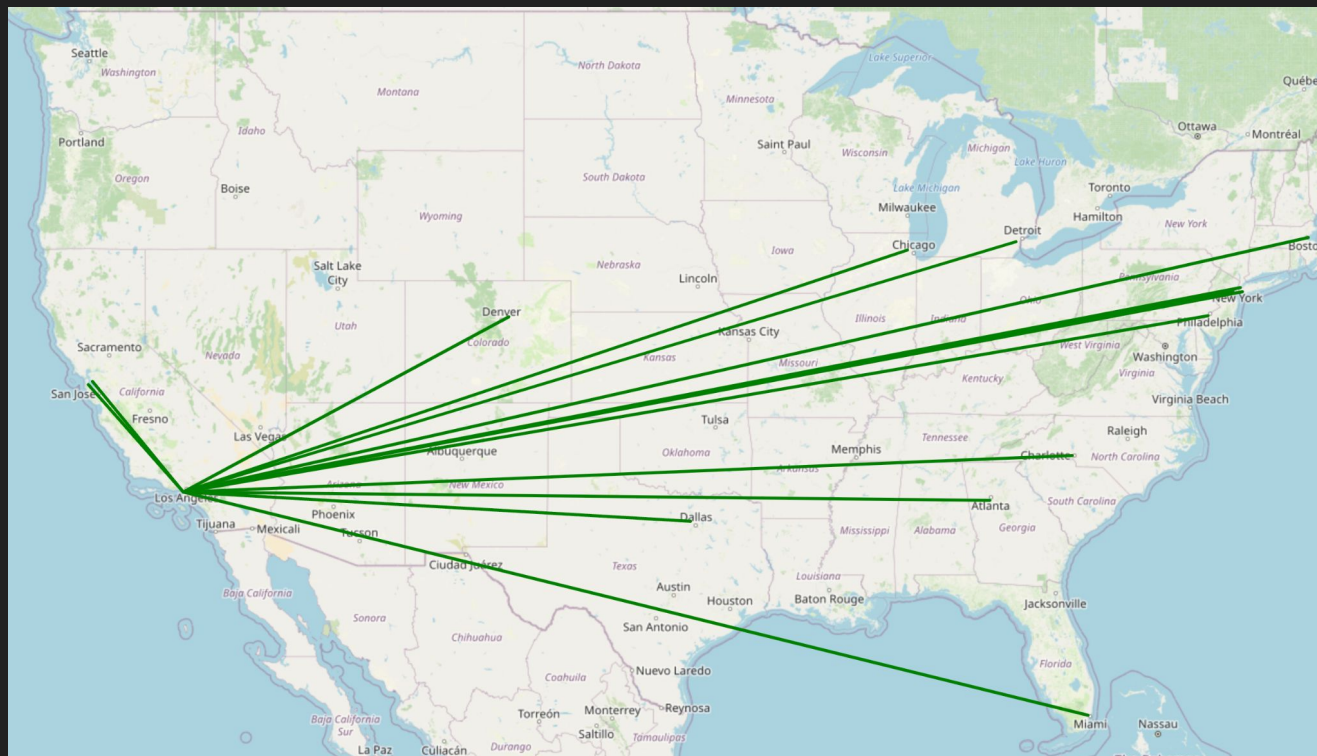 Seattle
Washington
Montana
North Dakota
Minnesota
Lake Superior
Québe
Portland
Idaho
Saint Paul
Wisconsin
Michigan
Lake Huron
Ottawa
Montréal
Oregon
Boise
South Dakota
Lake Michigan
Toronto
Wyoming
Milwaukee
Hamilton
New York
Detroit
Chicago
Iowa
Bosto
Salt Lake
City
Nebraska
Lincoln
Pennsylvania
Ohio
New York
Denver
Utah
Colorado
Illinois
Indiana
Philadelphia
Kansas City
Sacramento
Nevada
Kansas
Missouri
West Virginia
Washington
Virginia
San José
California
Kentucky
Virginia Beach
Fresno
Las Vegas
Tulsa
Raleigh
Albuquerque
Oklahoma
Memphis
Tennessee
Charlotte
North Carolina
Arkansas
Los Angeles
Arizona
New Mexico
Phoenix
Dallas
Atlanta
South Carolina
Tijuana
Mexicali
Tucson
Mississippi
Alabama
Georgia
Ciudad Juárez
Texas
Louisiana
Baja California
Austin
Houston
Baton Rouge
Jacksonville
Sonora
San Antonio
Chihuahua
Nuevo Laredo
Florida
Coahuila
Baja California
Sur
Torreón
Monterrey
Reynosa
Miami
Nassau
Saltillo
Tamaulipas
La Paz
Culiacán
Durango